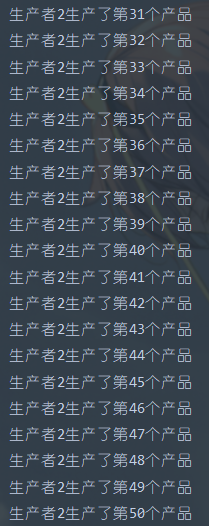 生产者2生产了第31个产品
生产者2生产了第32个产品
生产者2生产了第33个产品
生产者2生产了第34个产品
生产者2生产了第35个产品
生产者2生产了第36个产品
生产者2生产了第37个产品
生产者2生产了第38个产品
生产者2生产了第39个产品
生产者2生产了第40个产品
生产者2生产了第41个产品
生产者2生产了第42个产品
生产者2生产了第43个产品
生产者2生产了第44个产品
生产者2生产了第45个产品
生产者2生产了第46个产品
生产者2生产了第47个产品
生产者2生产了第48个产品
生产者2生产了第49个产品
生产者2生产了第50个产品